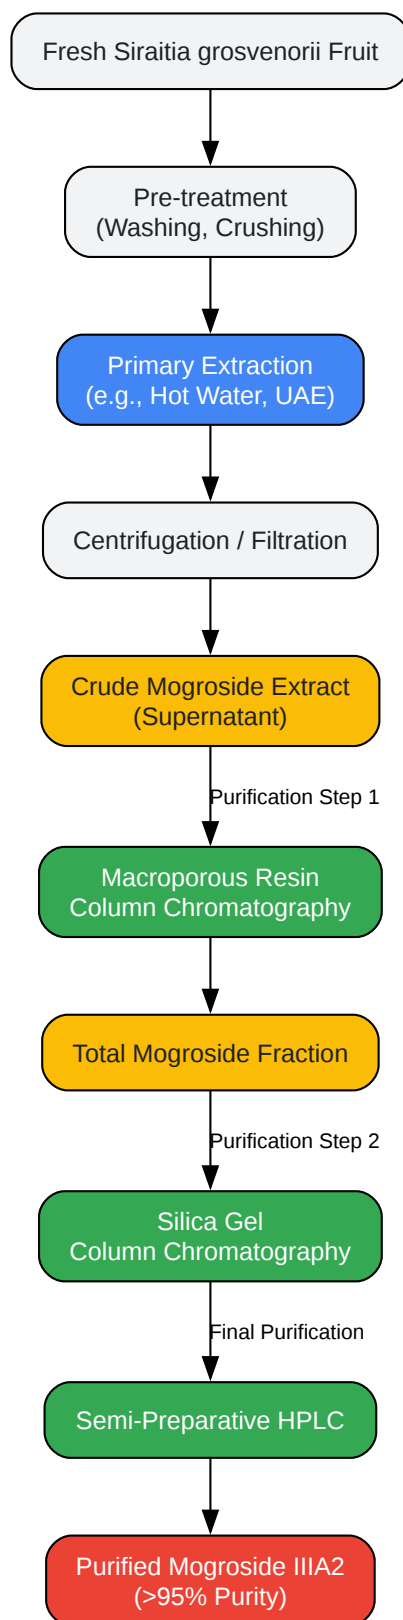 Fresh Siraitia grosvenorii Fruit
Pre-treatment
(Washing, Crushing)
Primary Extraction
(e.g., Hot Water, UAE)
Centrifugation / Filtration
Crude Mogroside Extract
(Supernatant)
Purification Step 1
Macroporous Resin
Column Chromatography
Total Mogroside Fraction
Purification Step 2
Silica Gel
Column Chromatography
Final Purification
Semi-Preparative HPLC
Purified Mogroside IIIA2
(>95% Purity)